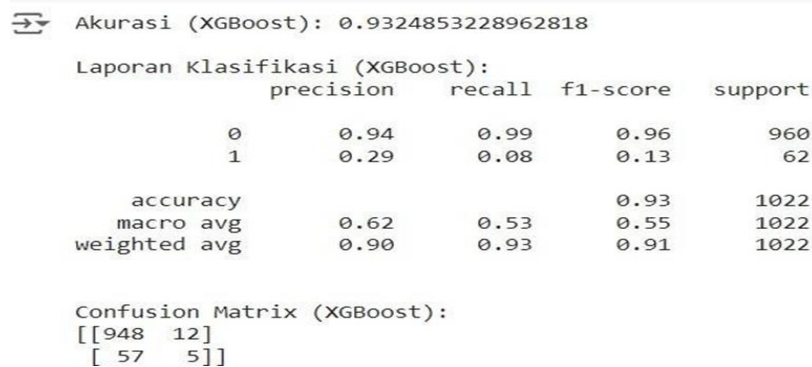 Akurasi (XGBoost): 0.9324853228962818
Laporan Klasifikasi (XGBoost):
precision recall f1-score support
0 0.94 0.99 0.96 960
1 0.29 0.08 0.13 62
accuracy 0.93 1022
macro avg 0.62 0.53 0.55 1022
weighted avg 0.90 0.93 0.91 1022
Confusion Matrix (XGBoost):
[[948 12]
[ 57 5]]